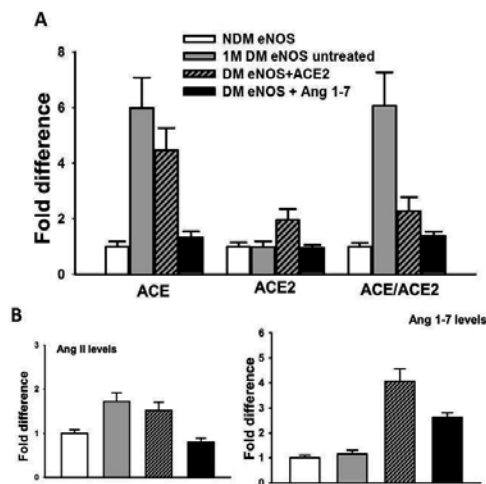 A
NDM eNOS
1M DM eNOS untreated
DM eNOS+ACE2
DM eNOS + Ang 1-7
Fold difference
8
6
4
2
0
ACE
ACE2
ACE/ACE2
B
Ang II levels
Fold difference
3
2
1
0
Ang 1-7 levels
Fold difference
6
5
4
3
2
1
0